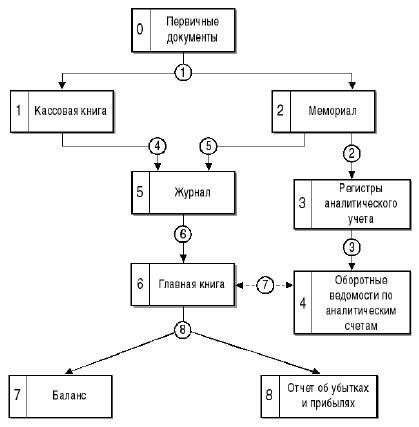 0
Первичные
документы
1
1
Кассовая книга
2
Мемориал
4
5
2
5
Журнал
3
Регистры
аналитического
учета
6
3
6
Главная книга
7
4
Оборотные
ведомости по
аналитическим
счетам
8
7
Баланс
8
Отчет об убытках
и прибылях